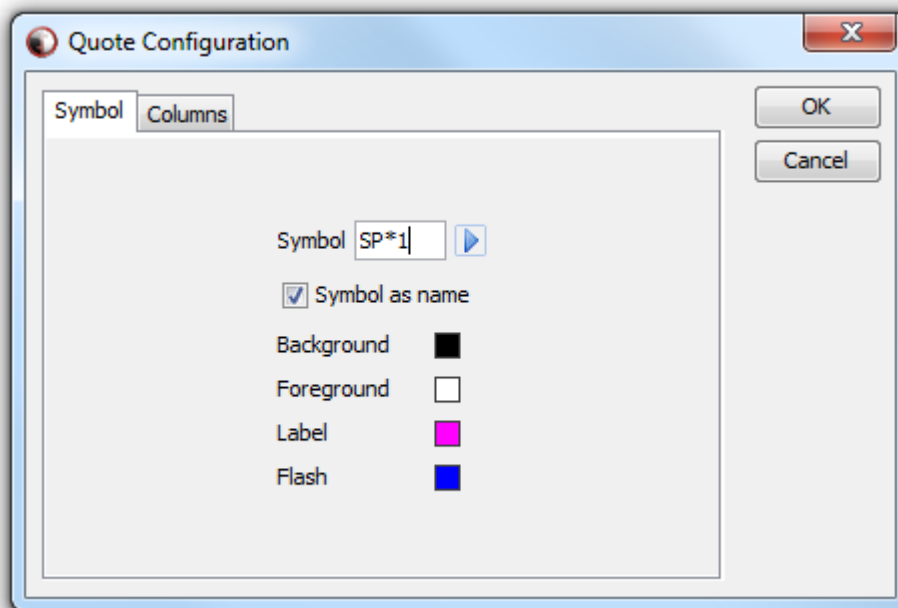 Quote Configuration
Symbol
Columns
OK
Cancel
Symbol SP*1
Symbol as name
Background
Foreground
Label
Flash